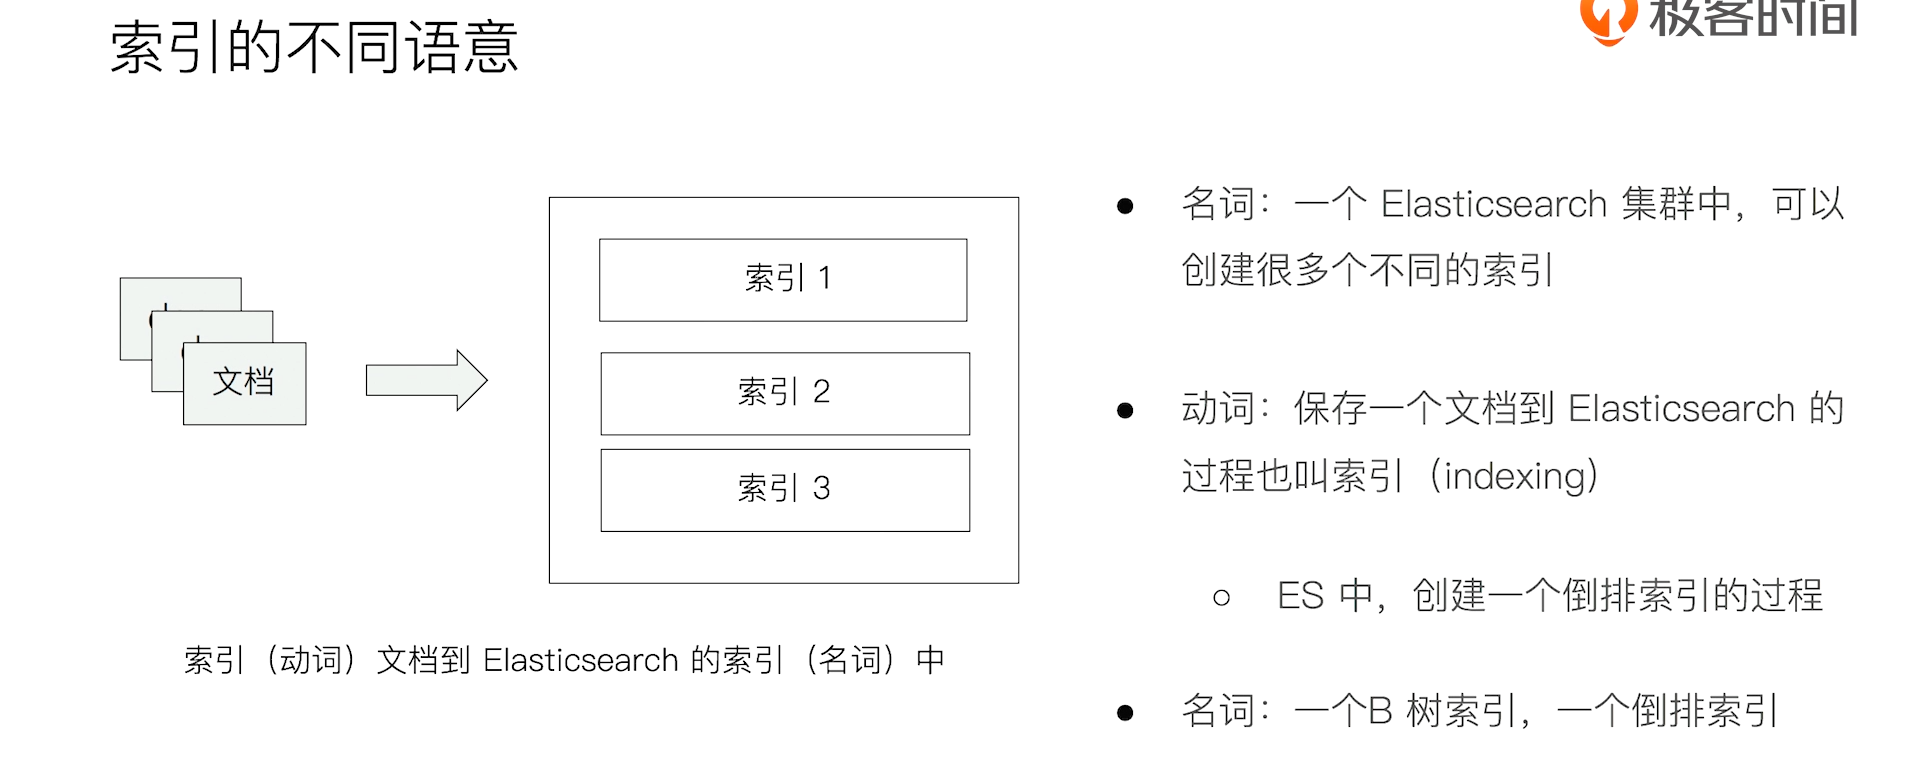 索引的不同语意
极客时间
文档
索引 1
索引 2
索引 3
索引（动词）文档到 Elasticsearch 的索引（名词）中
● 名词：一个 Elasticsearch 集群中，可以
创建很多个不同的索引
● 动词：保存一个文档到 Elasticsearch 的
过程也叫索引（indexing）
○ ES 中，创建一个倒排索引的过程
● 名词：一个B 树索引，一个倒排索引